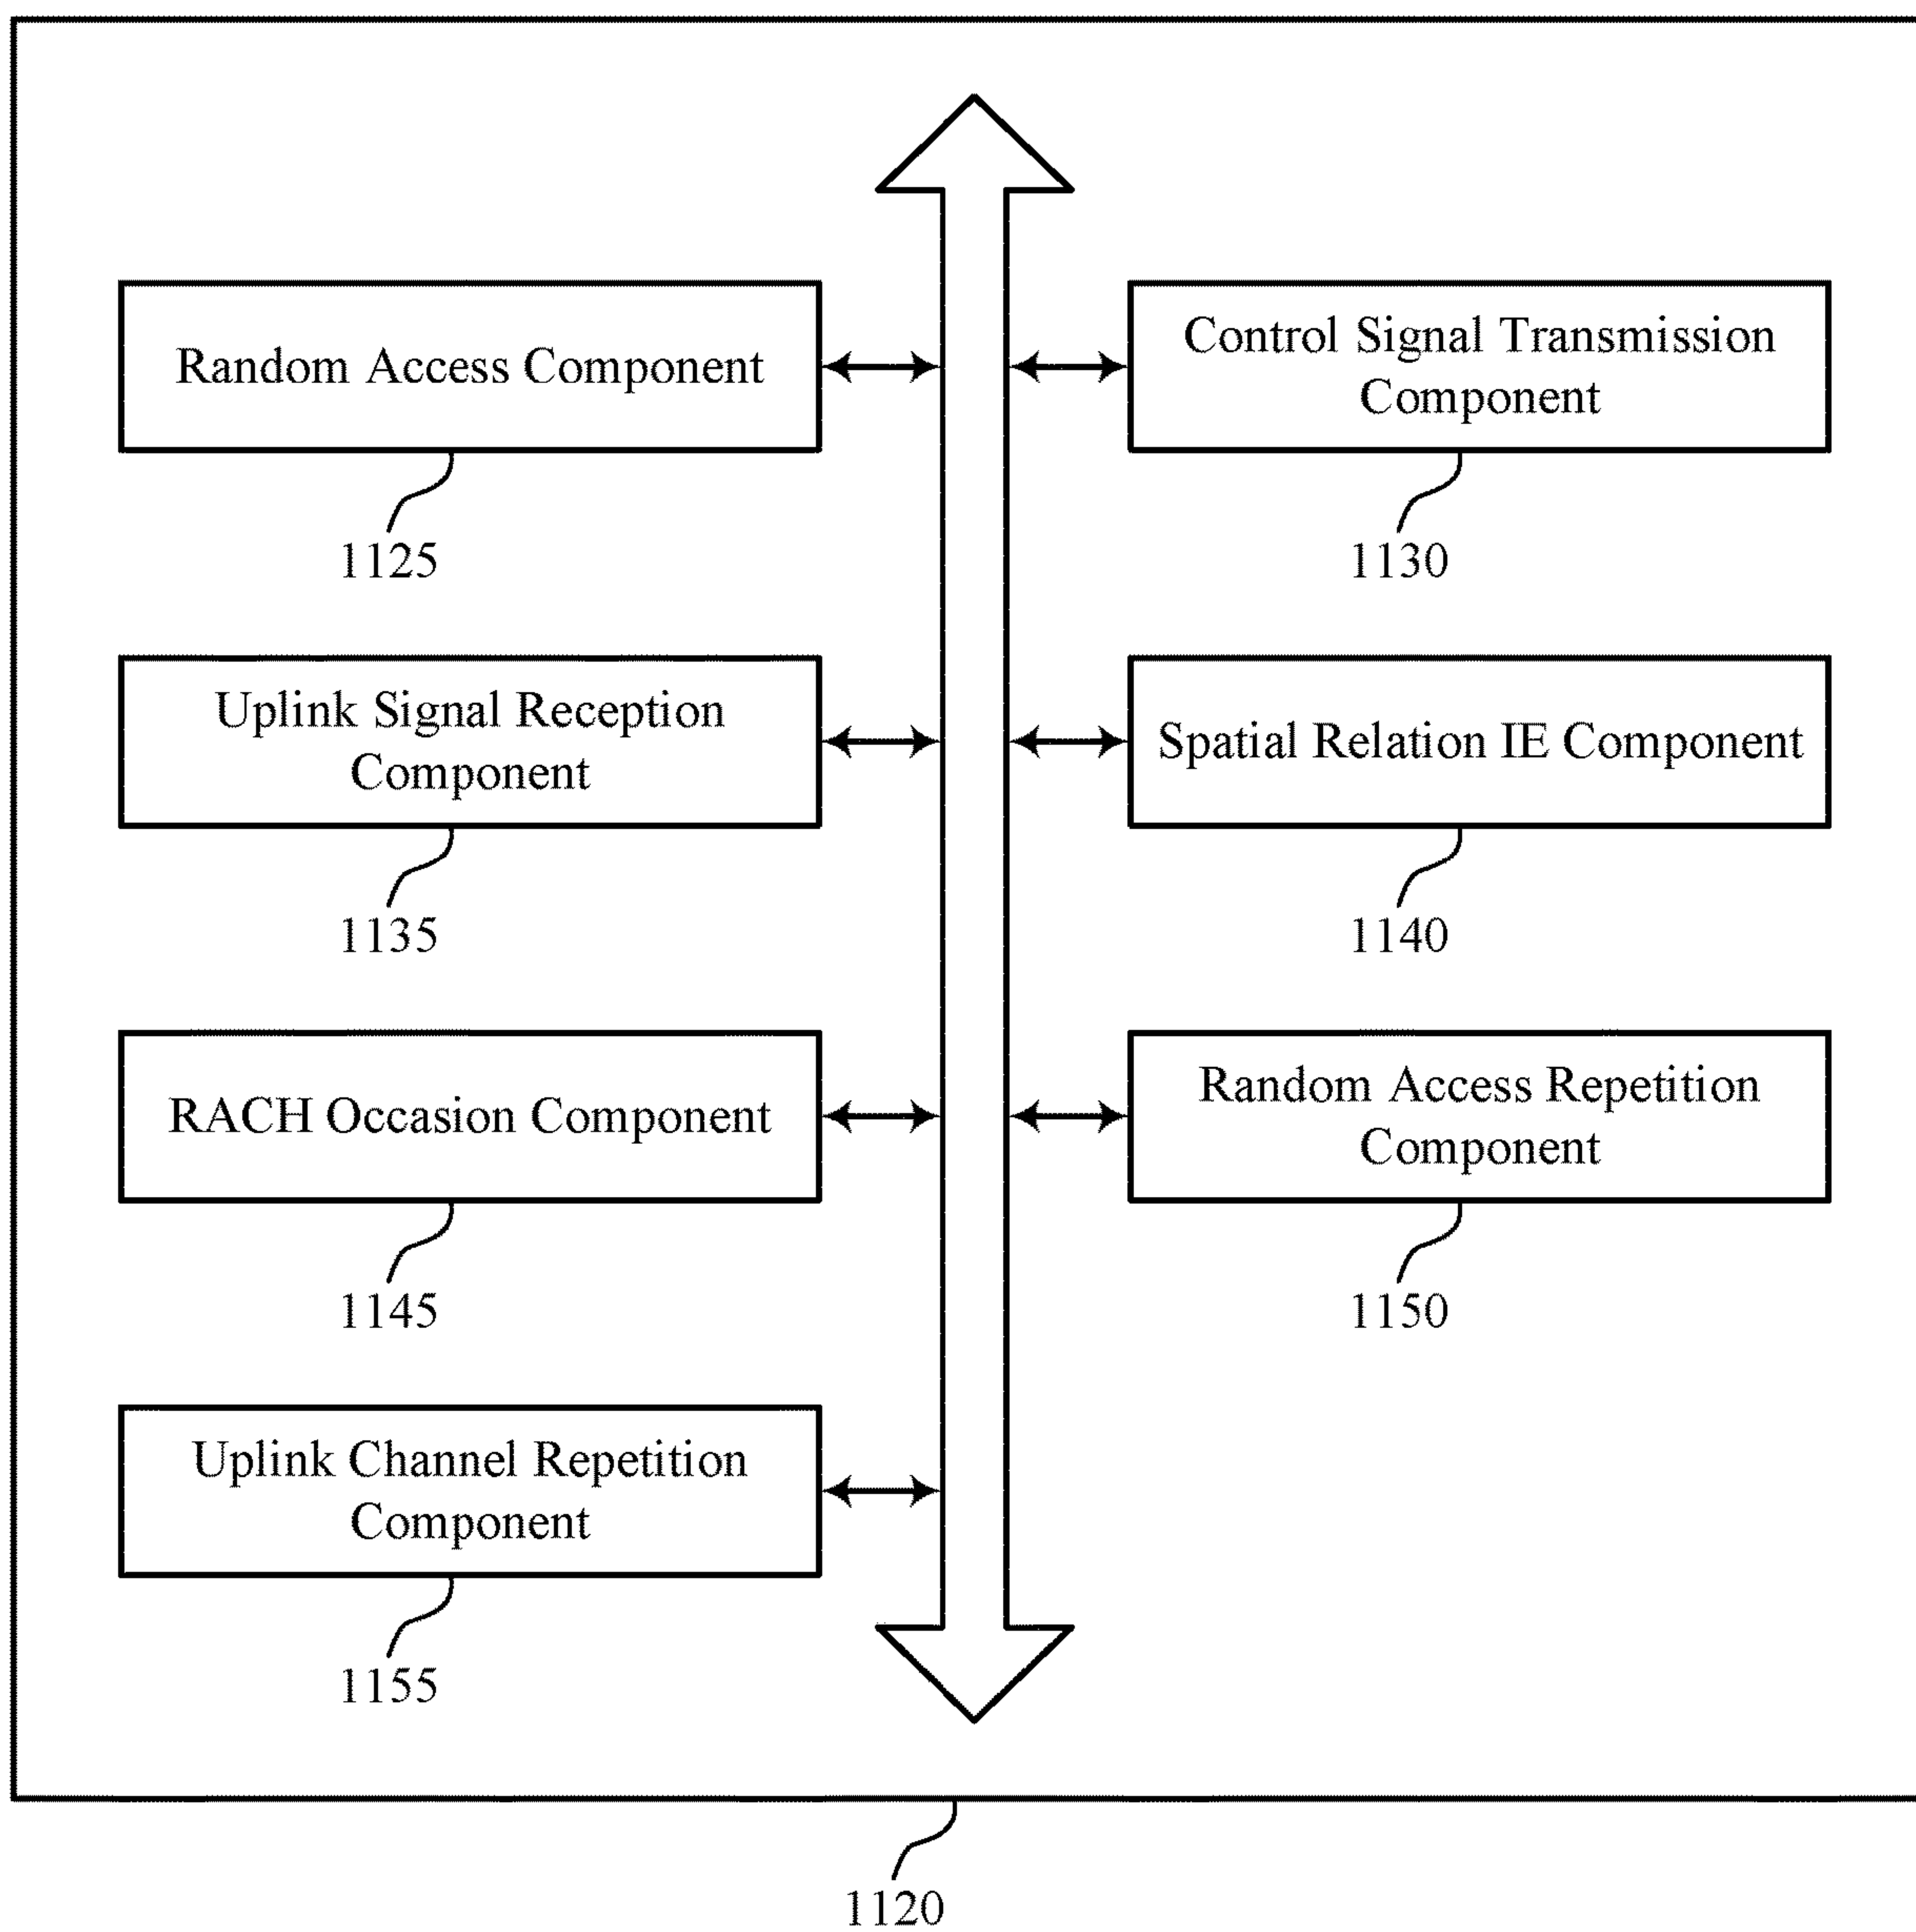 Random Access Component
1125
Control Signal Transmission
Component
1130
Uplink Signal Reception
Component
1135
Spatial Relation IE Component
1140
RACH Occasion Component
1145
Random Access Repetition
Component
1150
Uplink Channel Repetition
Component
1155
1120